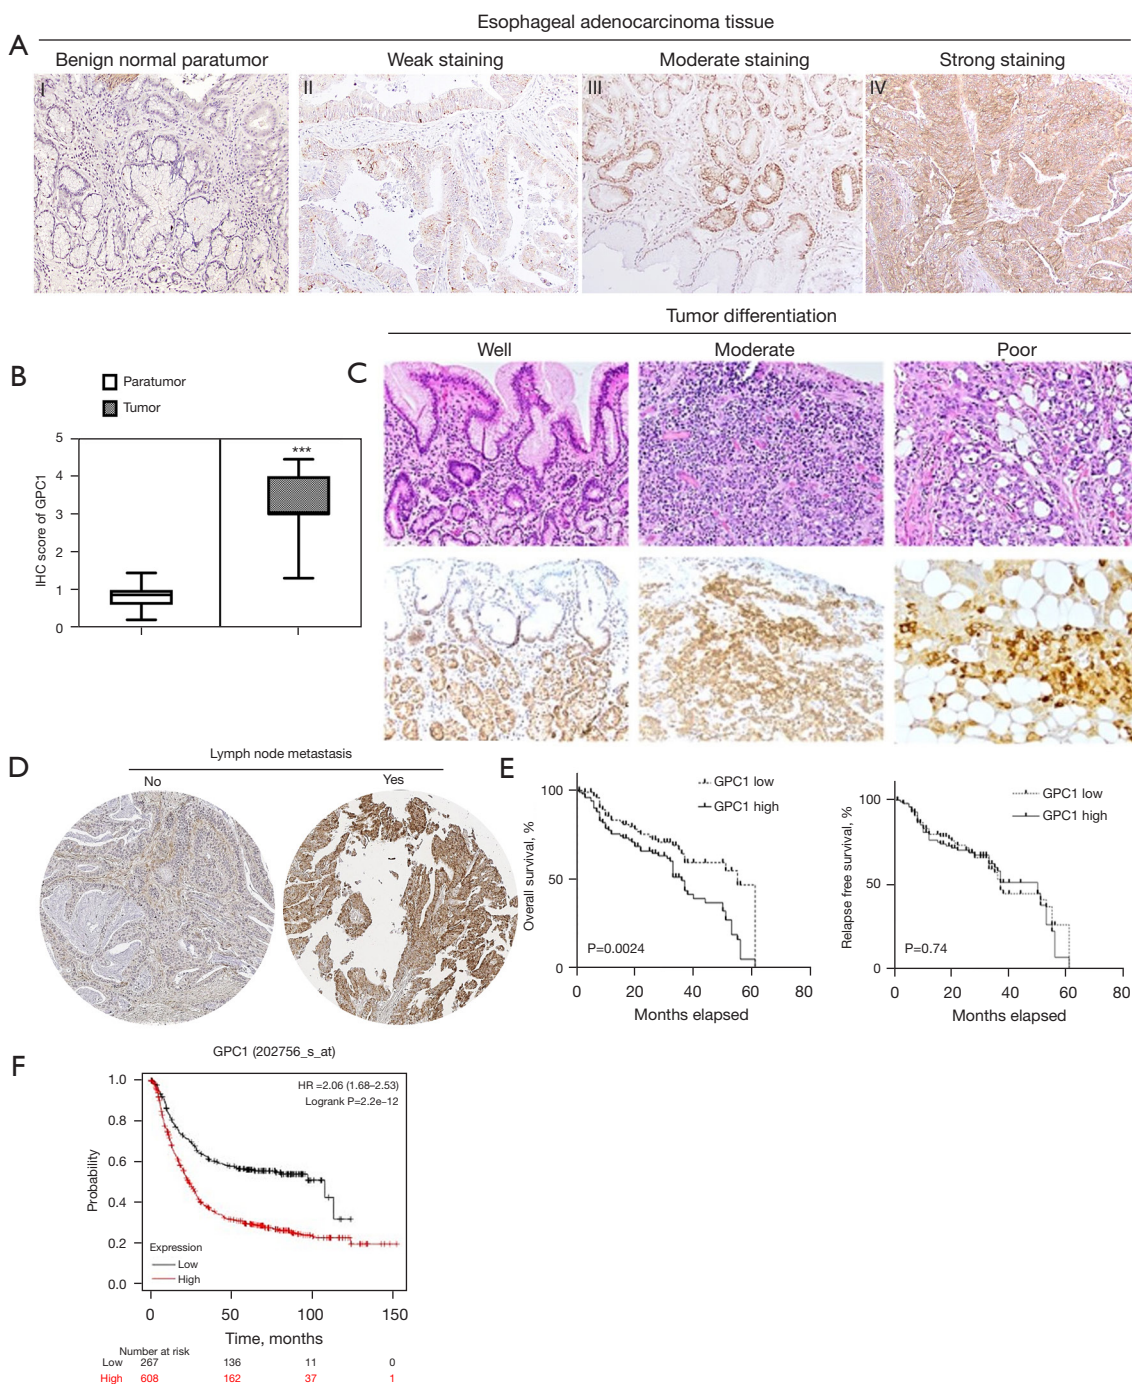 Esophageal adenocarcinoma tissue
A
Benign normal paratumor
Weak staining
Moderate staining
Strong staining
I
II
III
IV
B
Paratumor
Tumor
IHC score of GPC1
5
4
3
2
1
0
***
C
Tumor differentiation
Well
Moderate
Poor
D
Lymph node metastasis
No
Yes
E
Overall survival, %
100
50
0
GPC1 low
GPC1 high
P=0.0024
0 20 40 60 80
Months elapsed
Relapse free survival, %
100
50
0
GPC1 low
GPC1 high
P=0.74
0 20 40 60 80
Months elapsed
F
GPC1 (202756_s_at)
HR =2.06 (1.68–2.53)
Logrank P=2.2e−12
Probability
1.0
0.8
0.6
0.4
0.2
0.0
Expression
Low
High
0 50 100 150
Time, months
Number at risk
Low 267 136 11 0
High 608 162 37 1